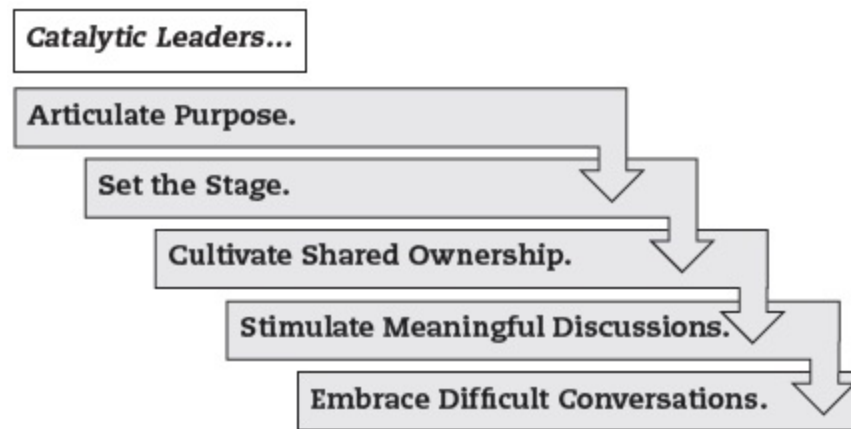 Catalytic Leaders...
Articulate Purpose.
Set the Stage.
Cultivate Shared Ownership.
Stimulate Meaningful Discussions.
Embrace Difficult Conversations.